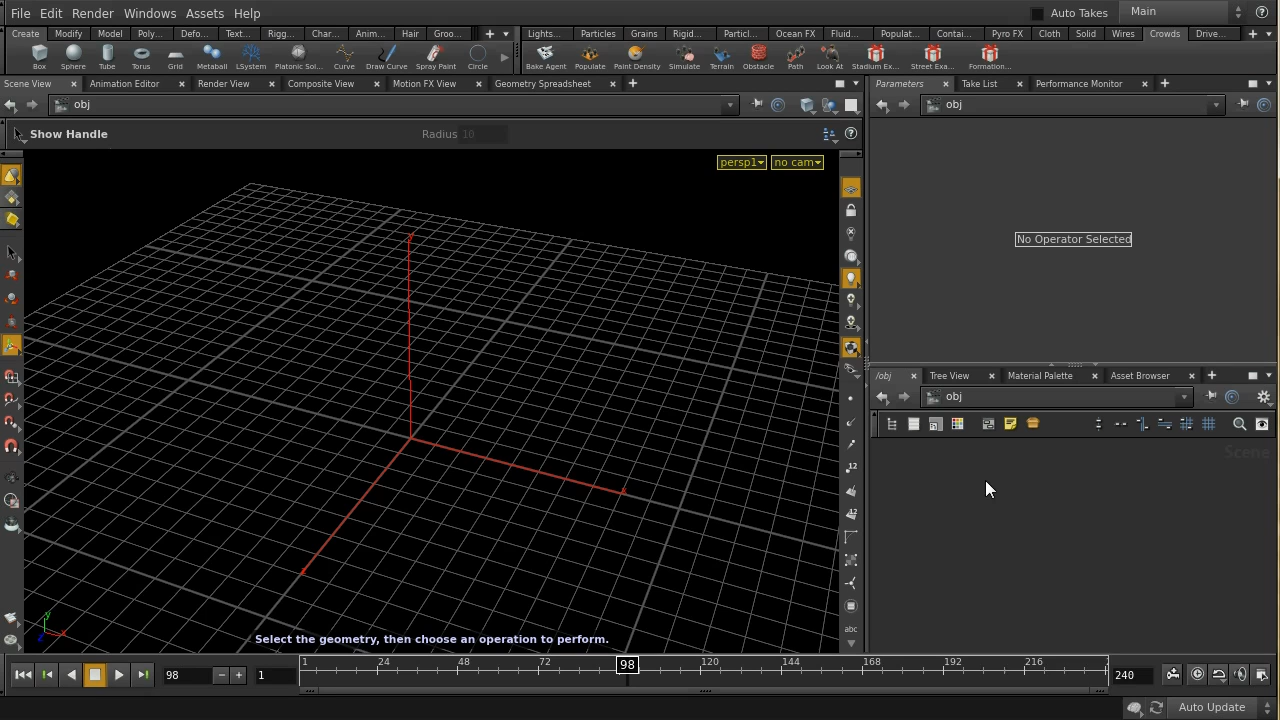 File Edit Render Windows Assets Help Auto Takes Main
Create Modify Model Poly... Defo... Text... Rigg... Char... Anim... Hair Groo... Lights... Particles Grains Rigid... Particl... Ocean FX Fluid... Populat... Contai... Pyro FX Cloth Solid Wires Crowds Drive...
Box Sphere Tube Torus Grid Metaball LSystem Platonic Sol... Curve Draw Curve Spray Paint Circle Bake Agent Populate Paint Density Simulate Terrain Obstacle Path Look At Stadium Ex... Street Exa... Formation...
Scene View Animation Editor Render View Composite View Motion FX View Geometry Spreadsheet Parameters Take List Performance Monitor
obj obj
Show Handle Radius 10
persp1 no cam
No Operator Selected
/obj Tree View Material Palette Asset Browser
obj
Scene
12
12
y
x
z
y
x
z
abc
Select the geometry, then choose an operation to perform.
98 1 1 24 48 72 98 120 144 168 192 216 240
Auto Update